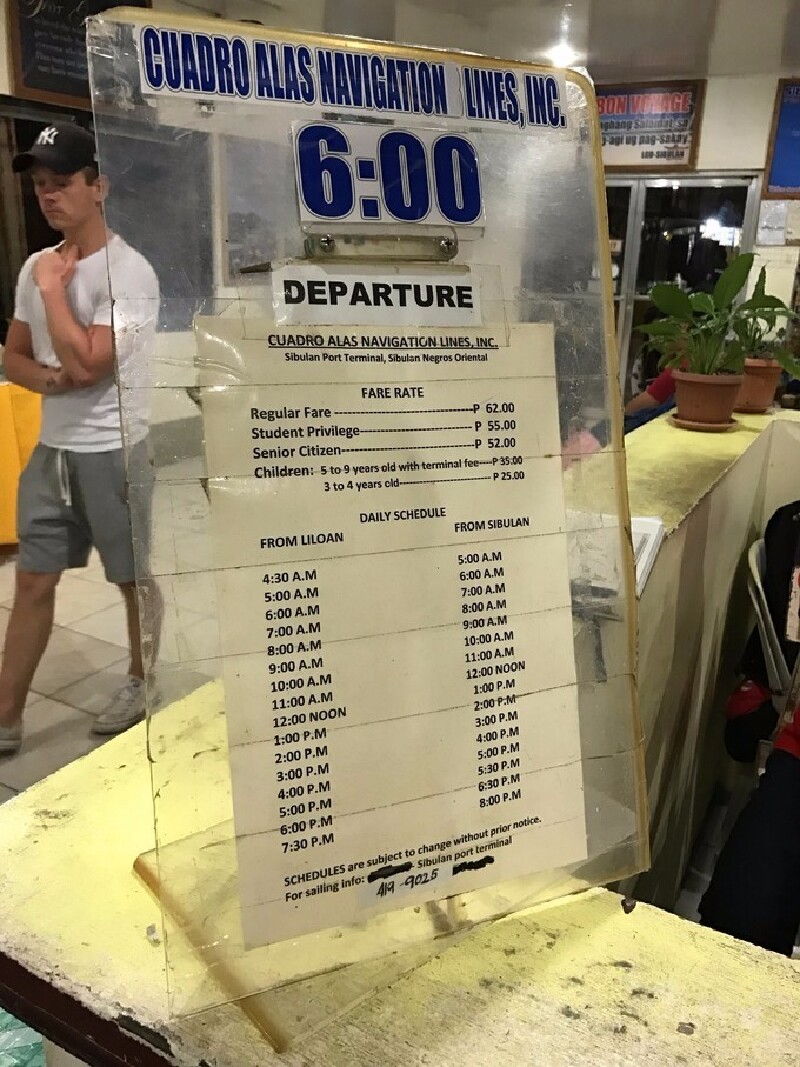 CUADRO ALAS NAVIGATION LINES, INC.
6:00
DEPARTURE
CUADRO ALAS NAVIGATION LINES, INC.
Sibulan Port Terminal, Sibulan Negros Oriental
FARE RATE
Regular Fare ---------------------------------------P 62.00
Student Privilege-------------------------------- P 55.00
Senior Citizen-------------------------------------P 52.00
Children: 5 to 9 years old with terminal fee----P 35.00
3 to 4 years old------------------------------P 25.00
DAILY SCHEDULE
FROM LILOAN FROM SIBULAN
4:30 A.M 5:00 A.M
5:00 A.M 6:00 A.M
6:00 A.M 7:00 A.M
7:00 A.M 8:00 A.M
8:00 A.M 9:00 A.M
9:00 A.M 10:00 A.M
10:00 A.M 11:00 A.M
11:00 A.M 12:00 NOON
12:00 NOON 1:00 P.M
1:00 P.M 2:00 P.M
2:00 P.M 3:00 P.M
3:00 P.M 4:00 P.M
4:00 P.M 5:00 P.M
5:00 P.M 5:30 P.M
6:00 P.M 6:30 P.M
7:30 P.M 8:00 P.M
SCHEDULES are subject to change without prior notice.
For sailing info: - Sibulan port terminal
419-9025
BON VOYAGE
Salamat sa
pag-sakay